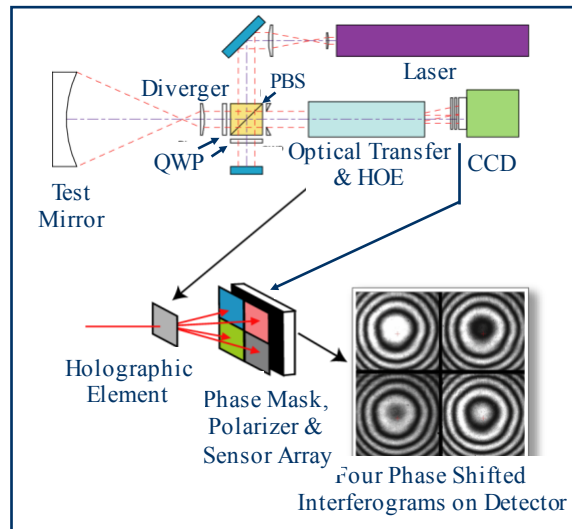 Laser
Diverger
PBS
QWP
Optical Transfer
& HOE
CCD
Test
Mirror
Holographic
Element
Phase Mask,
Polarizer &
Sensor Array
Four Phase Shifted
Interferograms on Detector